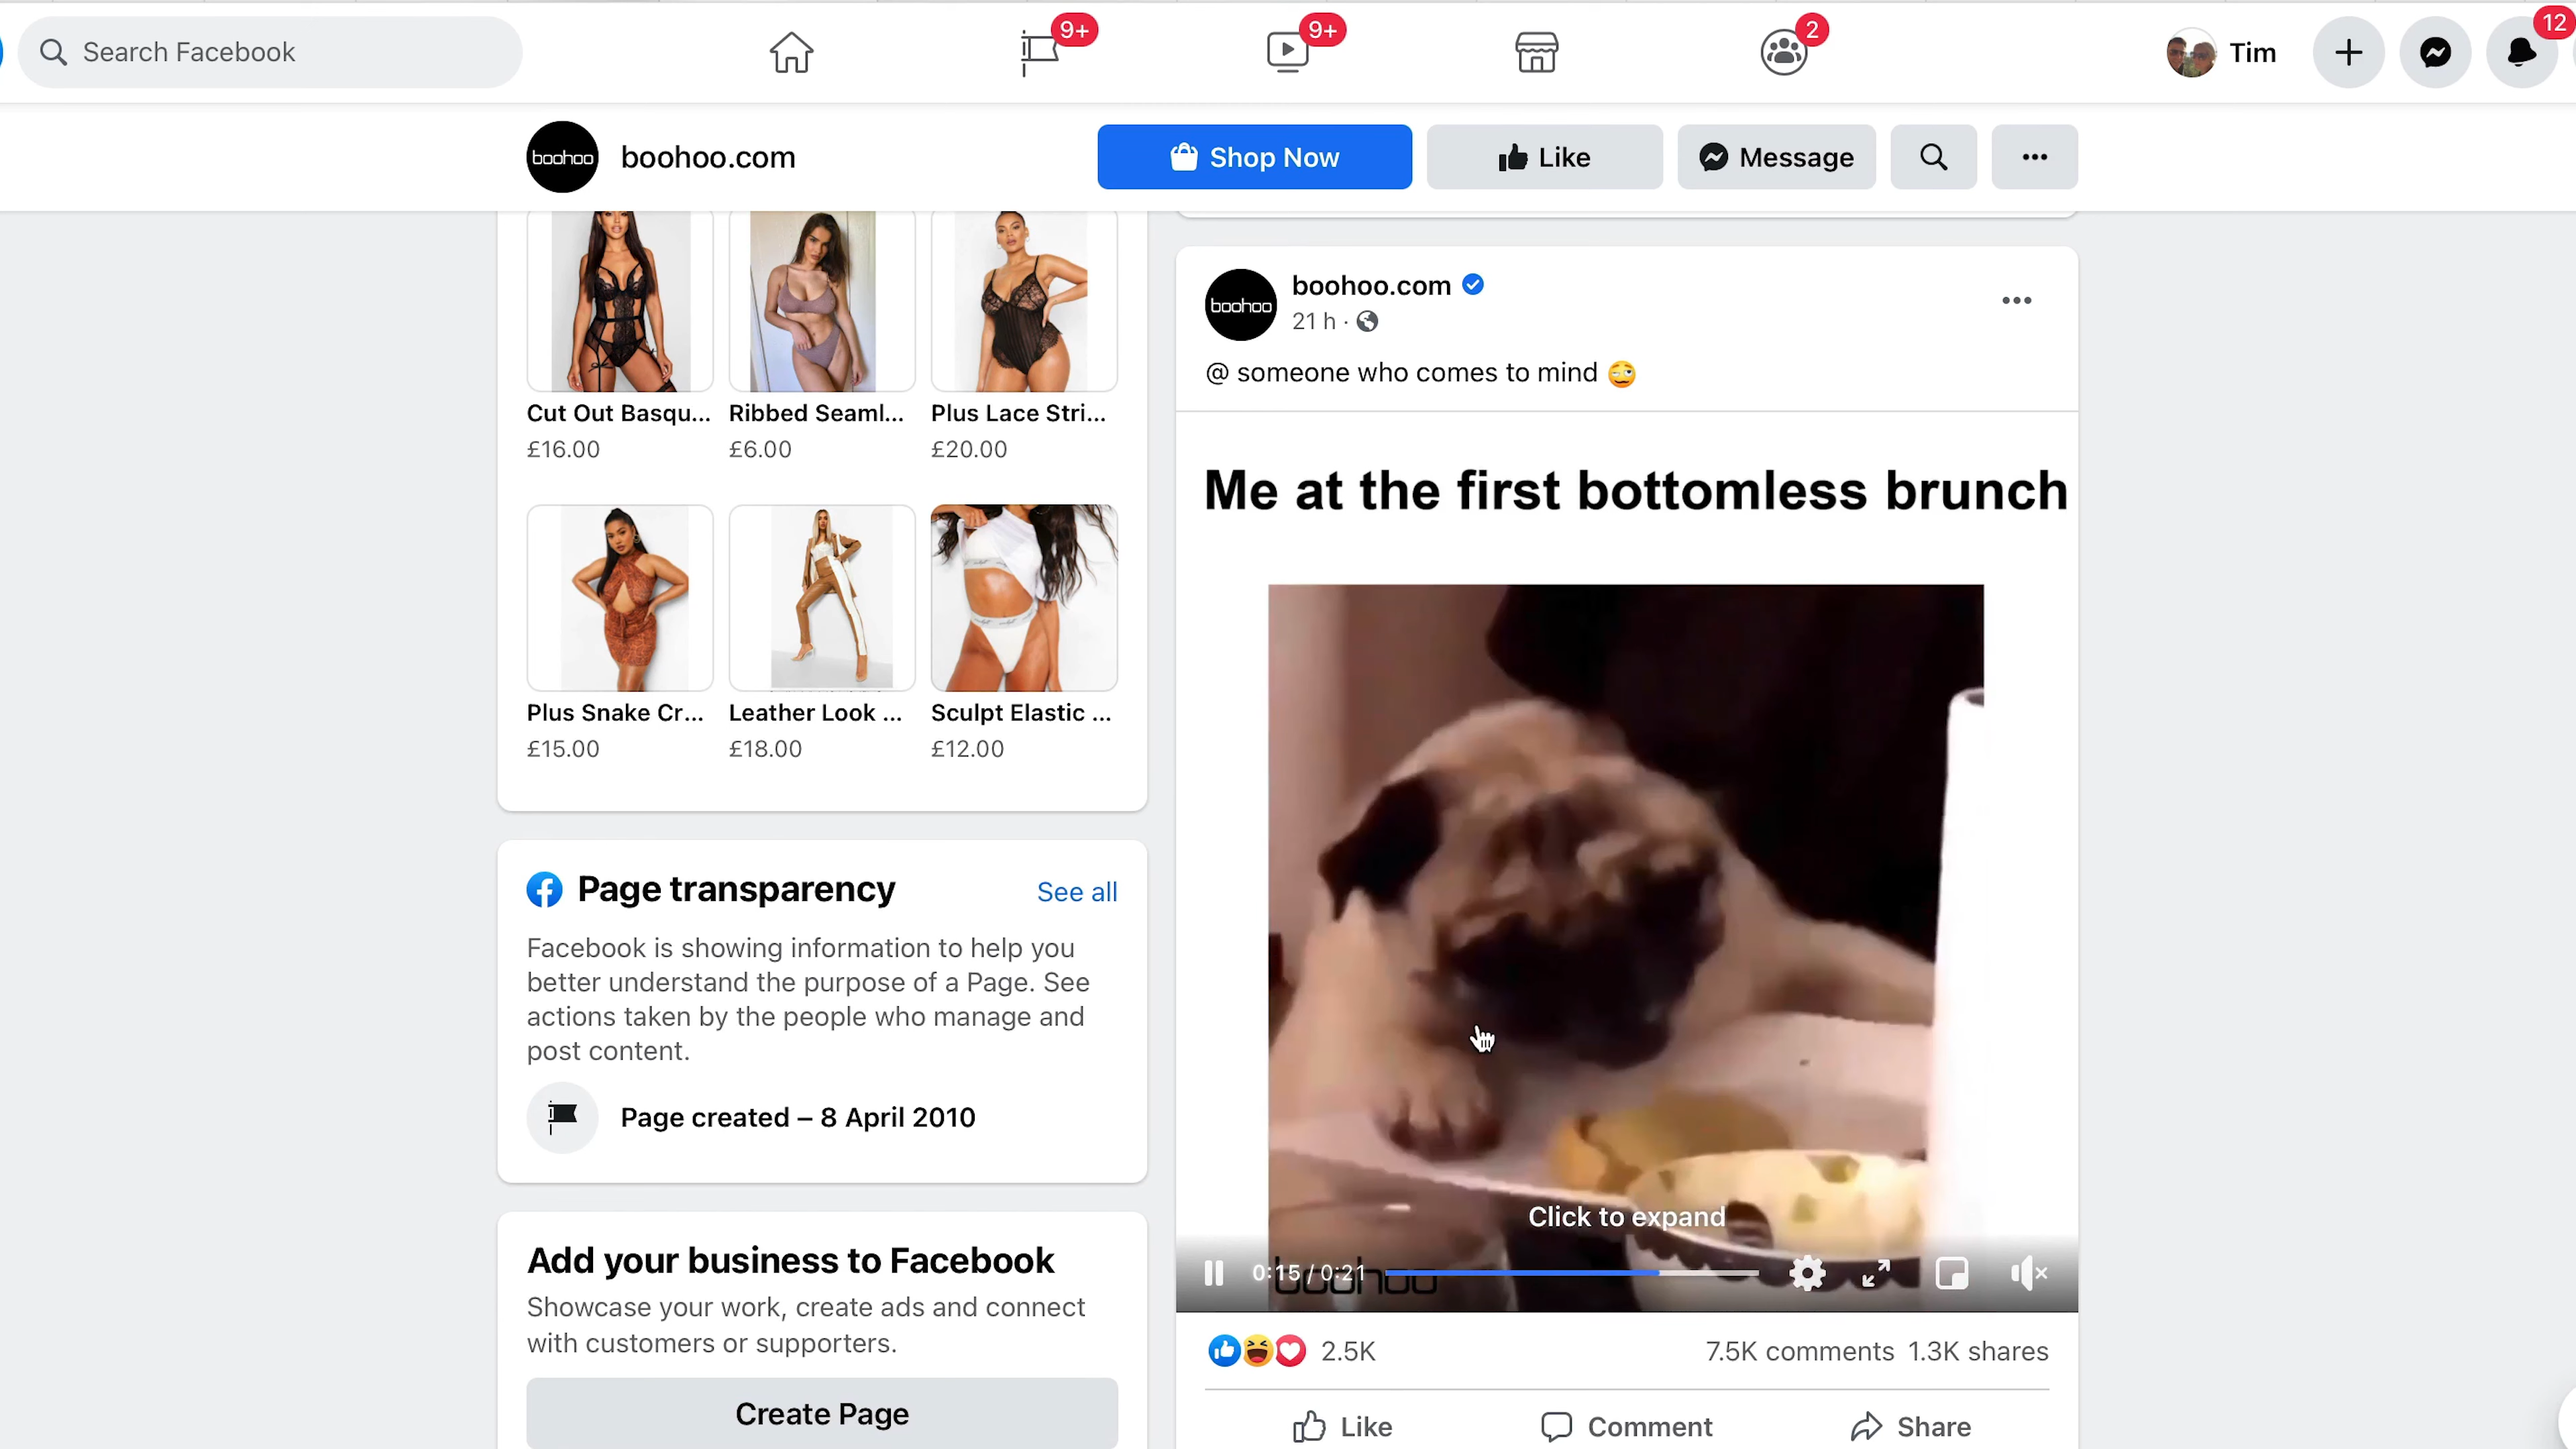 Search Facebook
9+
9+
2
Tim
12
boohoo
boohoo.com
Shop Now
Like
Message
Cut Out Basqu...
Ribbed Seaml...
Plus Lace Stri...
£16.00
£6.00
£20.00
Plus Snake Cr...
Leather Look ...
Sculpt Elastic ...
£15.00
£18.00
£12.00
Page transparency
See all
Facebook is showing information to help you
better understand the purpose of a Page. See
actions taken by the people who manage and
post content.
Page created – 8 April 2010
Add your business to Facebook
Showcase your work, create ads and connect
with customers or supporters.
Create Page
boohoo
boohoo.com
21 h ·
@ someone who comes to mind
Me at the first bottomless brunch
Click to expand
0:15 / 0:21
boohoo
2.5K
7.5K comments 1.3K shares
Like
Comment
Share